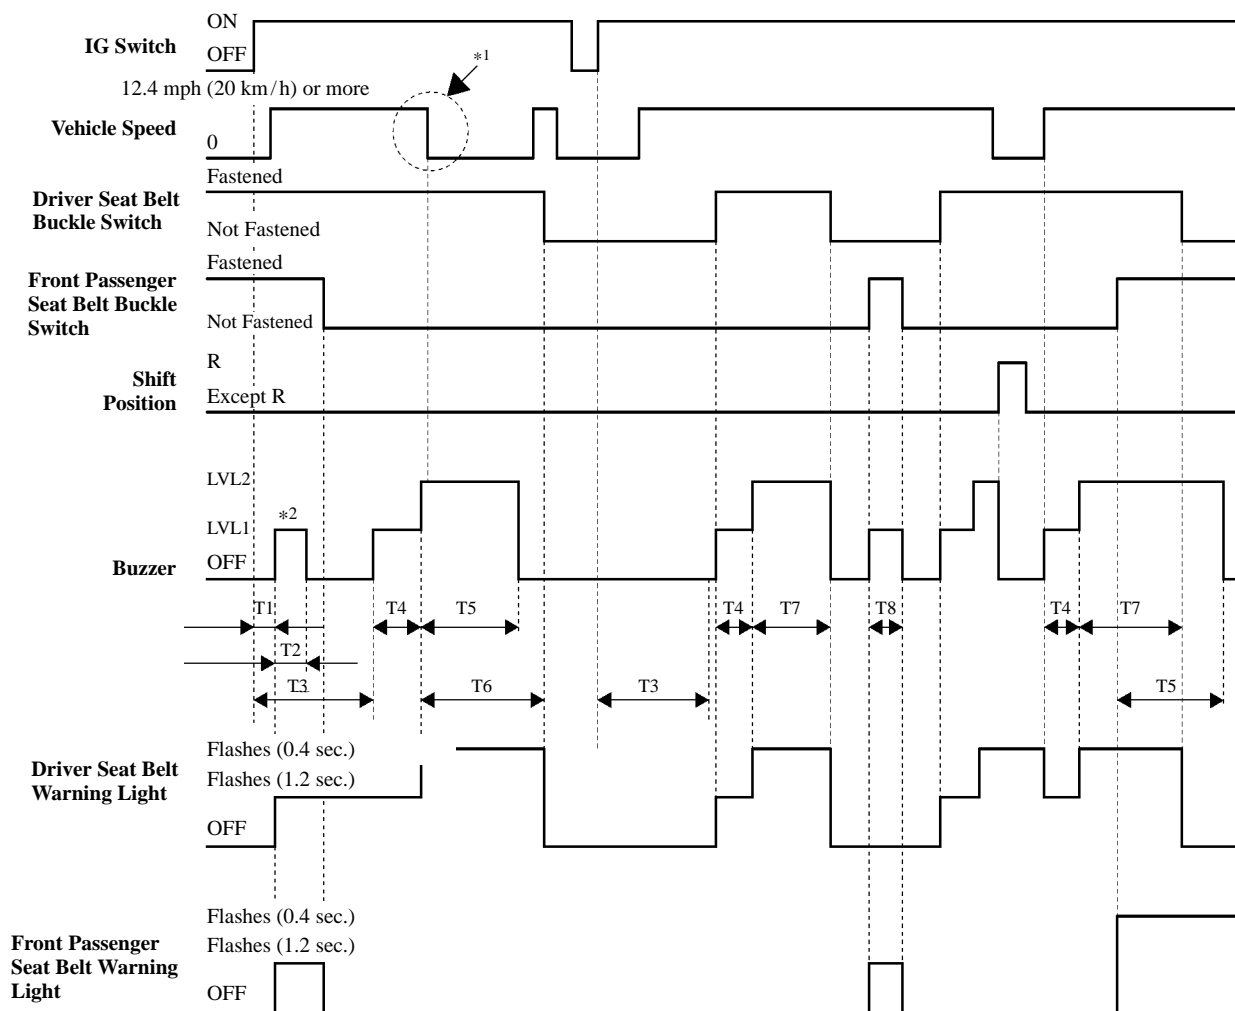 ON
IG Switch
OFF
*1
12.4 mph (20 km/h) or more
Vehicle Speed
0
Fastened
Driver Seat Belt
Buckle Switch
Not Fastened
Fastened
Front Passenger
Seat Belt Buckle
Switch
Not Fastened
R
Shift
Position
Except R
LVL2
*2
LVL1
OFF
Buzzer
T1
T4
T5
T4
T7
T8
T4
T7
T2
T3
T6
T3
T5
Flashes (0.4 sec.)
Driver Seat Belt
Warning Light
Flashes (1.2 sec.)
OFF
Flashes (0.4 sec.)
Flashes (1.2 sec.)
Front Passenger
Seat Belt Warning
Light
OFF